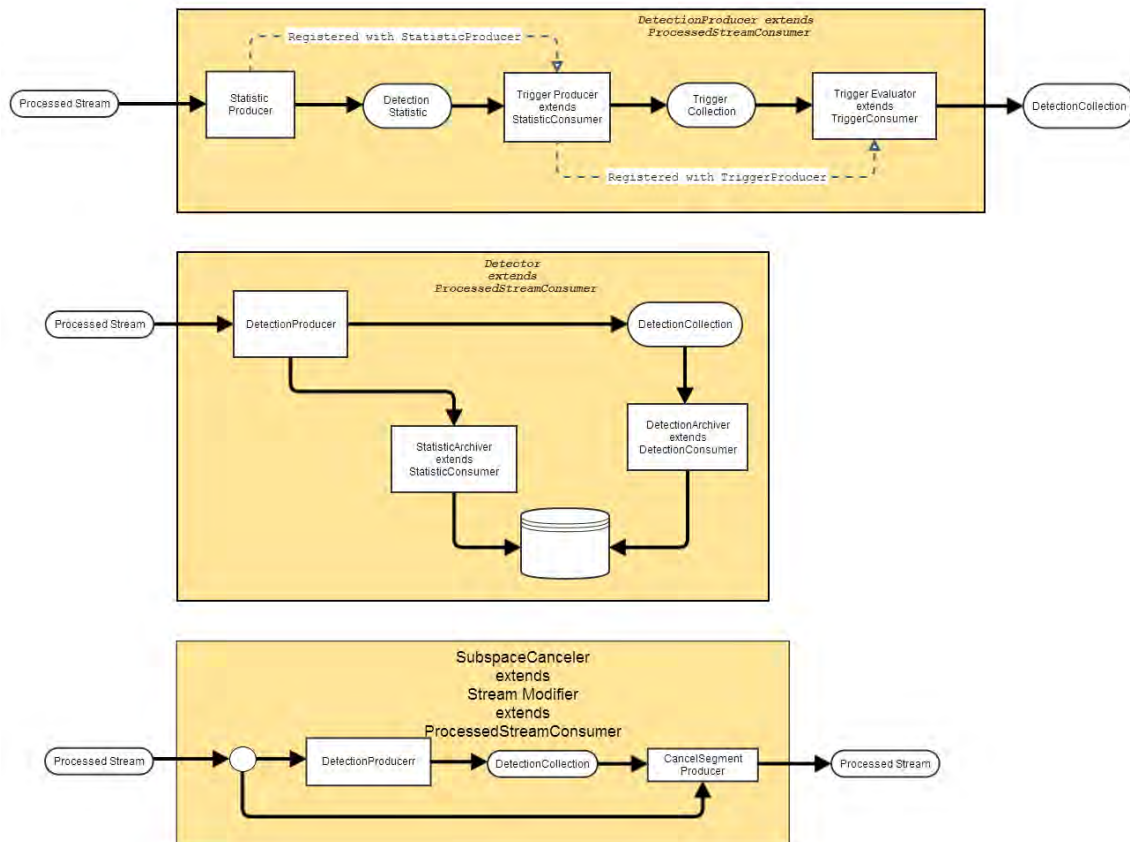 DetectionProducer extends
ProcessedStreamConsumer
Registered with StatisticProducer
Processed Stream
Statistic
Producer
Detection
Statistic
Trigger Producer
extends
StatisticConsumer
Trigger
Collection
Trigger Evaluator
extends
TriggerConsumer
DetectionCollection
Registered with TriggerProducer
Detector
extends
ProcessedStreamConsumer
Processed Stream
DetectionProducer
DetectionCollection
StatisticArchiver
extends
StatisticConsumer
DetectionArchiver
extends
DetectionConsumer
SubspaceCanceler
extends
Stream Modifier
extends
ProcessedStreamConsumer
Processed Stream
DetectionProducerr
DetectionCollection
CancelSegment
Producer
Processed Stream